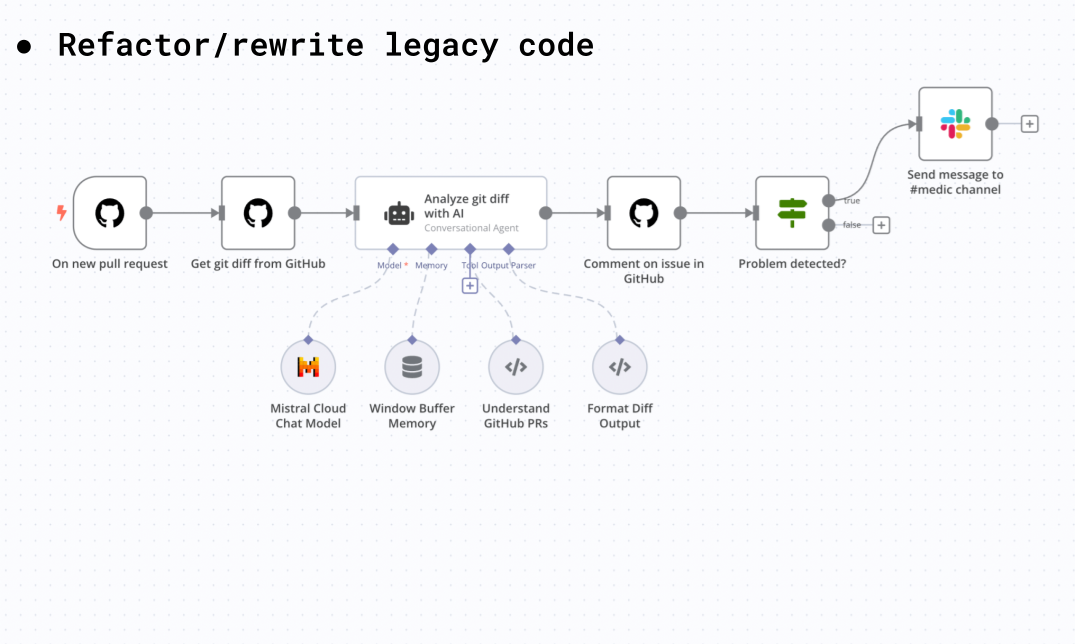 ● Refactor/rewrite legacy code
Send message to
#medic channel
Analyze git diff
with AI
Conversational Agent
true
false
On new pull request
Get git diff from GitHub
Model *
Memory
Tool
Output Parser
Comment on issue in
GitHub
Problem detected?
Mistral Cloud
Chat Model
Window Buffer
Memory
Understand
GitHub PRs
Format Diff
Output